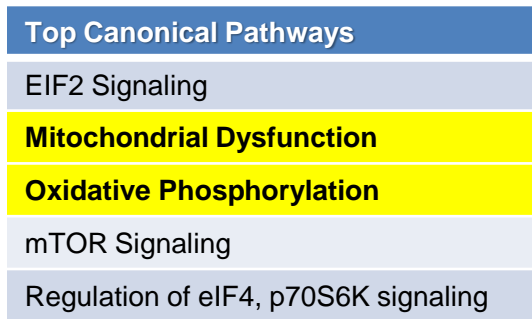 Top Canonical Pathways
EIF2 Signaling
Mitochondrial Dysfunction
Oxidative Phosphorylation
mTOR Signaling
Regulation of eIF4, p70S6K signaling